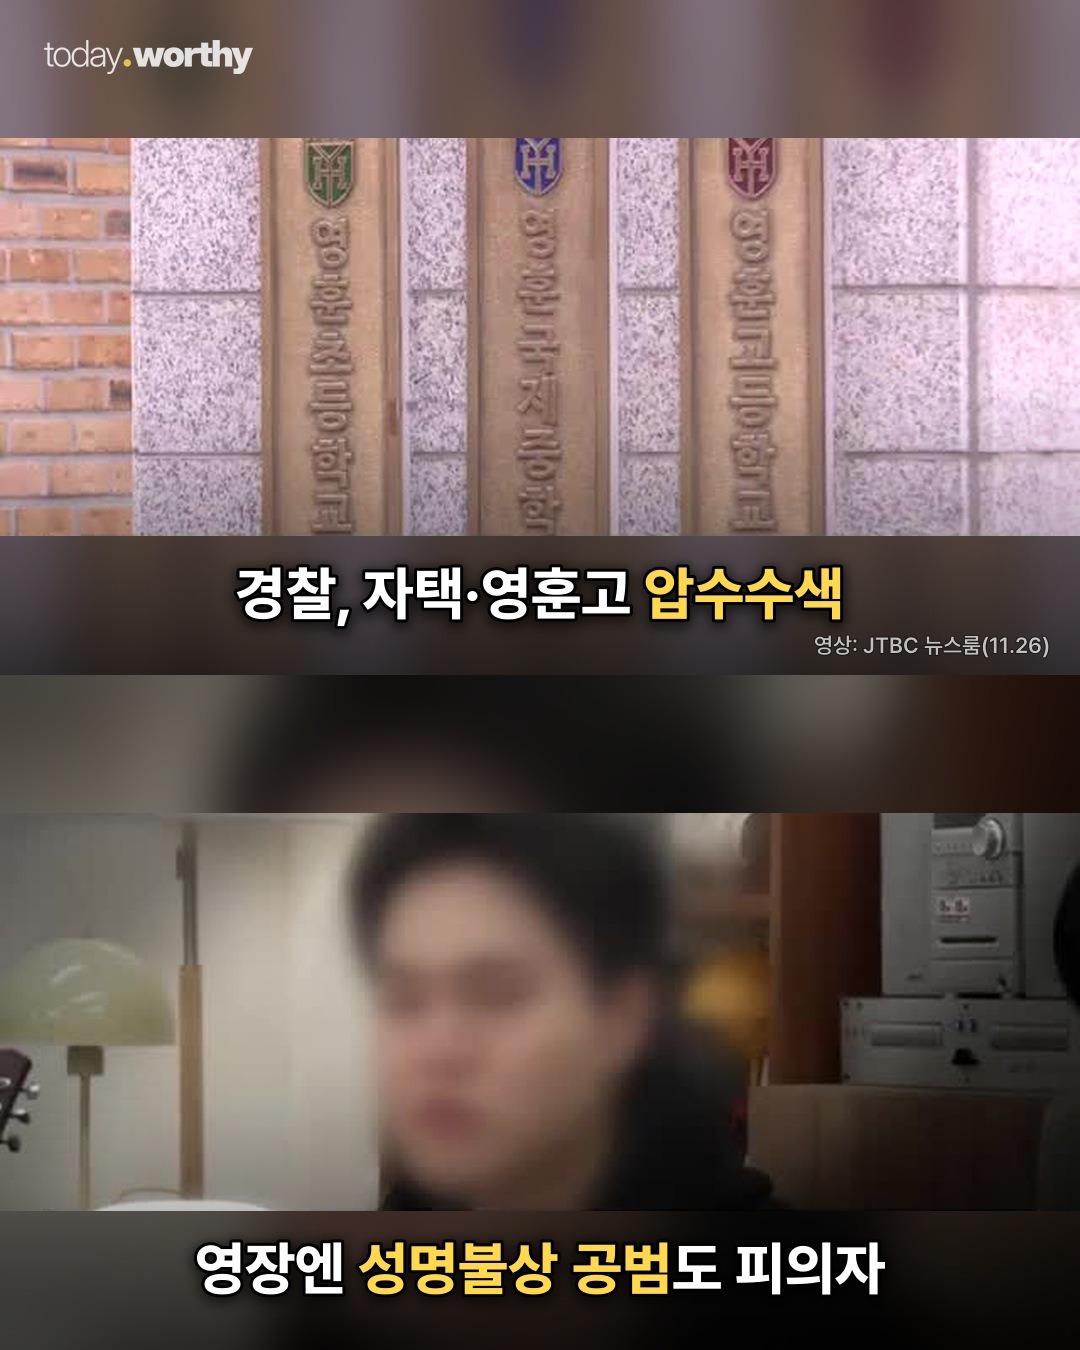 today.worthy
영훈초등학교
영훈국제중학
영훈고등학교
경찰, 자택·영훈고 압수수색
영상: JTBC 뉴스룸(11.26)
영장엔 성명불상 공범도 피의자